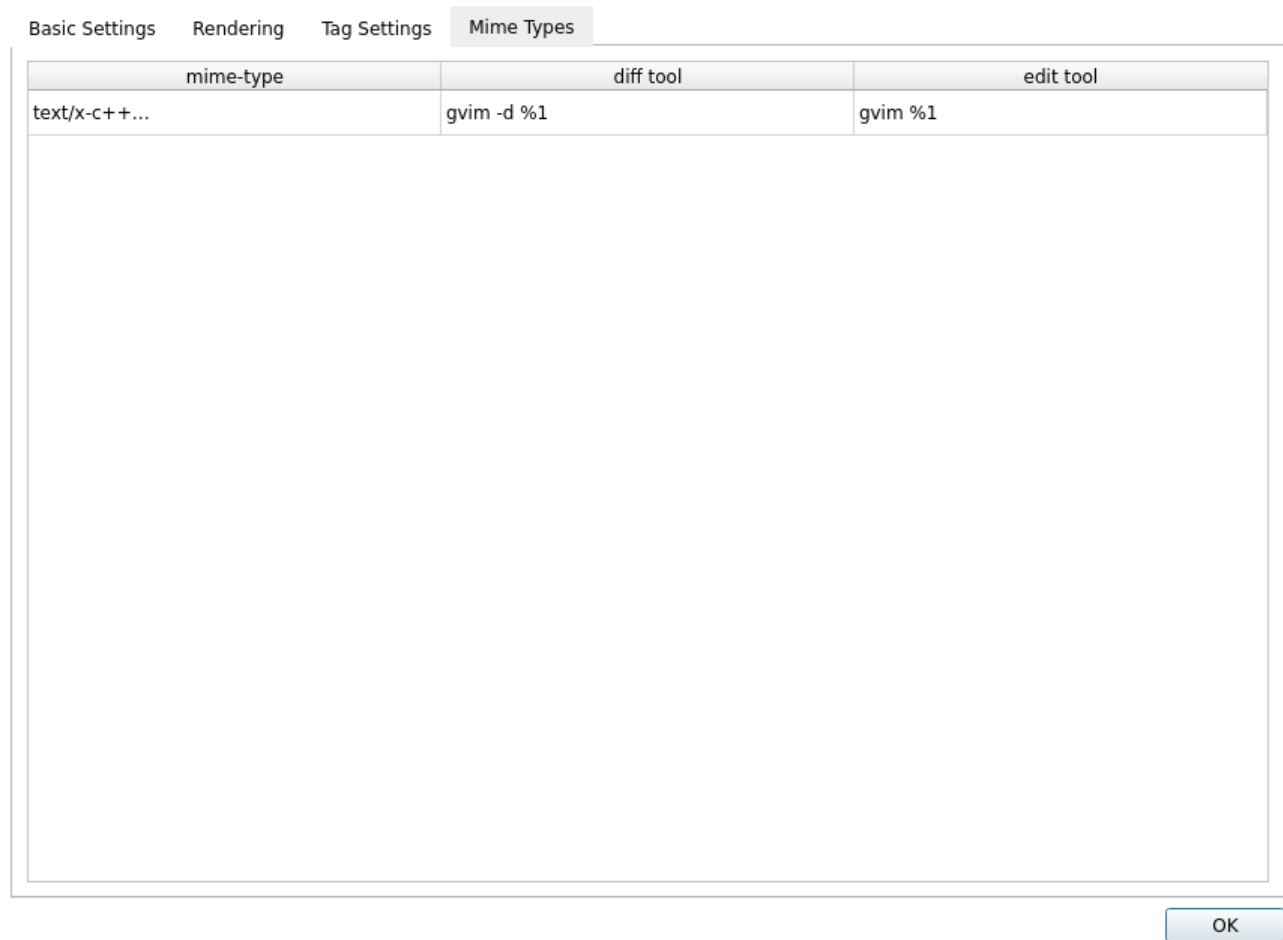 Basic Settings Rendering Tag Settings Mime Types
mime-type diff tool edit tool
text/x-c++... gvim -d %1 gvim %1
OK